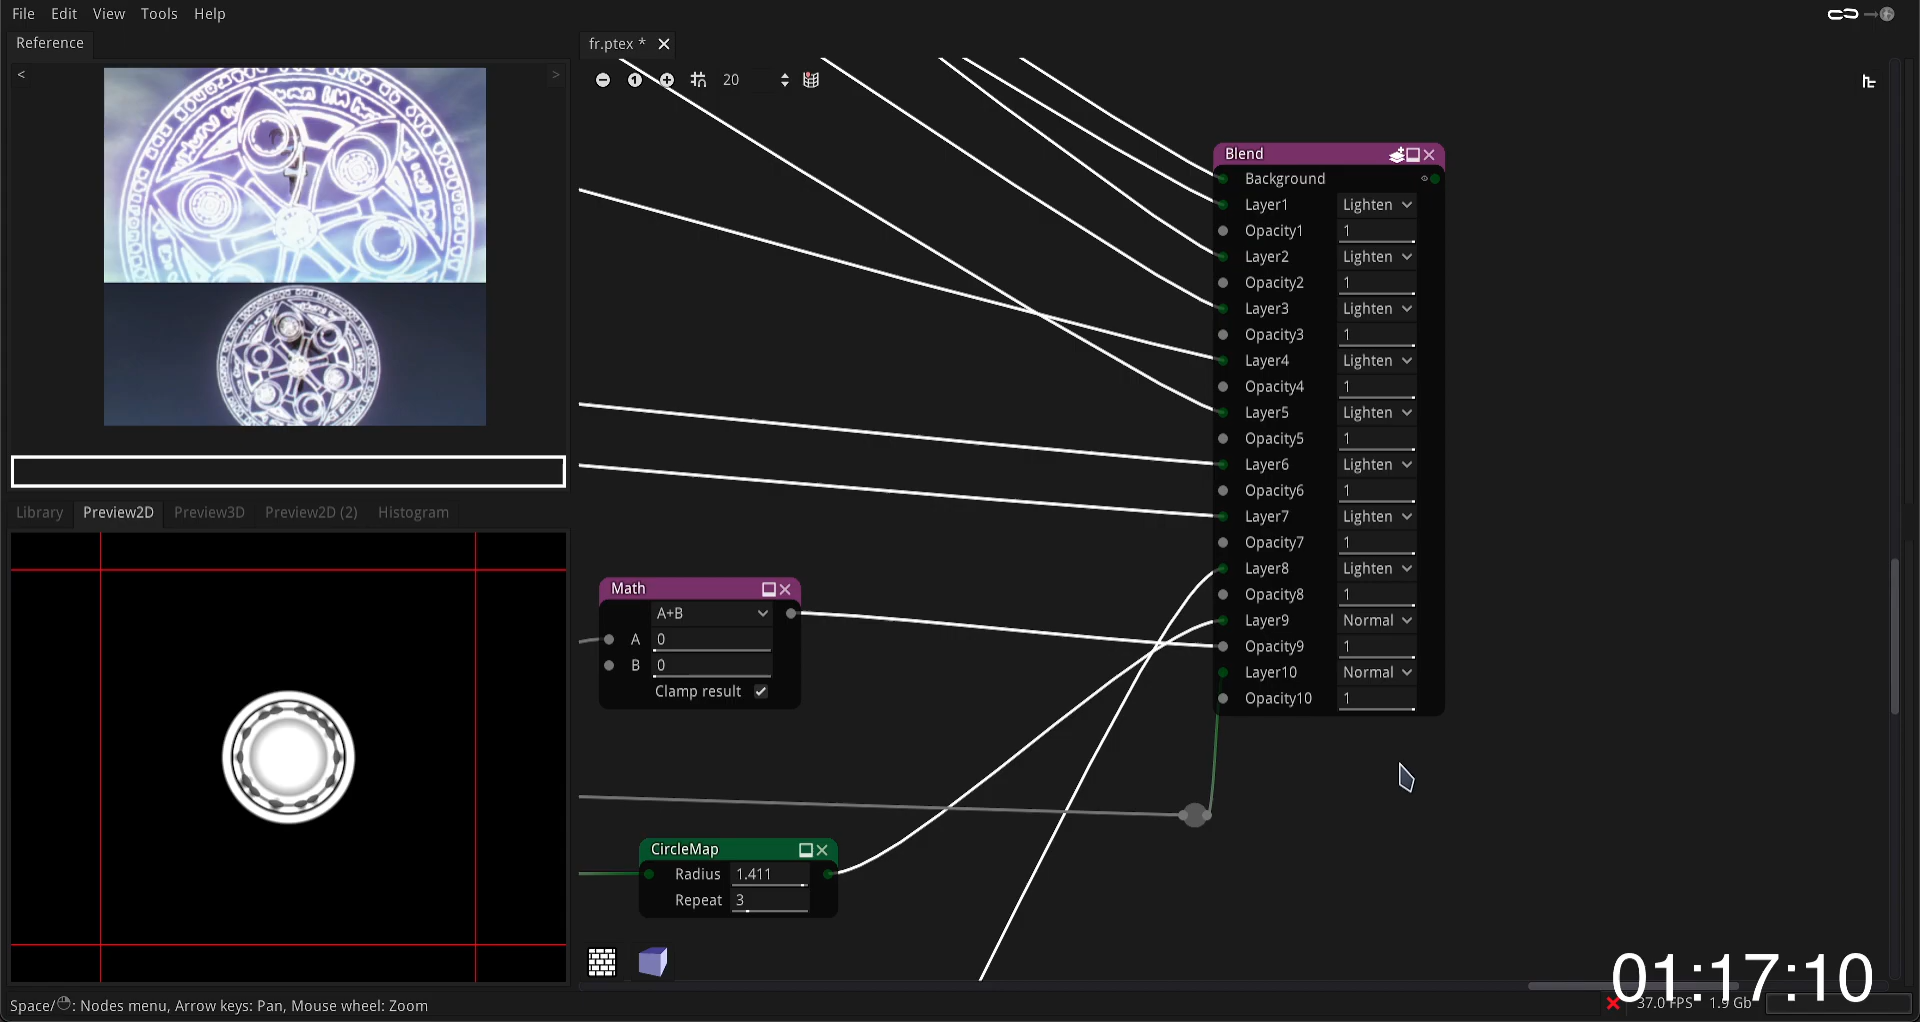 File Edit View Tools Help
Reference
fr.ptex *
< >
20
Blend
Background
Layer1 Lighten
Opacity1 1
Layer2 Lighten
Opacity2 1
Layer3 Lighten
Opacity3 1
Layer4 Lighten
Opacity4 1
Layer5 Lighten
Opacity5 1
Layer6 Lighten
Opacity6 1
Layer7 Lighten
Opacity7 1
Layer8 Lighten
Opacity8 1
Layer9 Normal
Opacity9 1
Layer10 Normal
Opacity10 1
Library Preview2D Preview3D Preview2D (2) Histogram
Math
A+B
A 0
B 0
Clamp result
CircleMap
Radius 1.411
Repeat 3
01:17:10
Space/ : Nodes menu, Arrow keys: Pan, Mouse wheel: Zoom
37.0 FPS 1.9 Gb